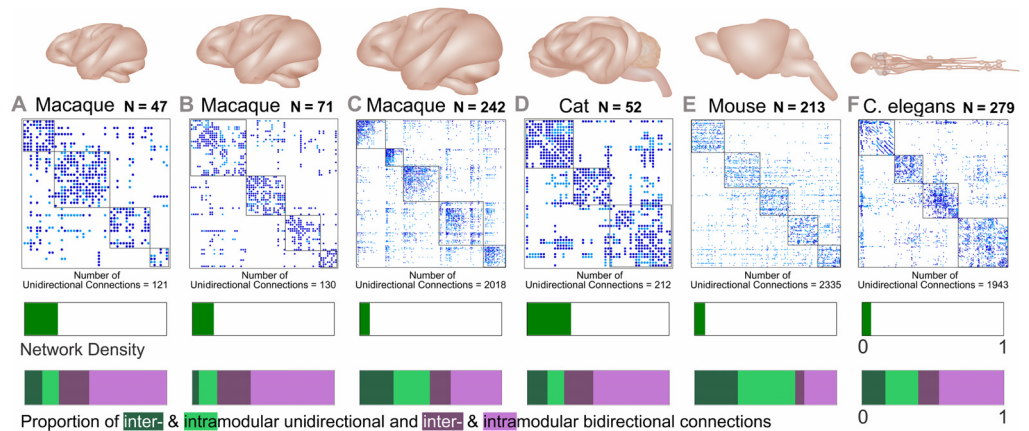 A Macaque N = 47 B Macaque N = 71 C Macaque N = 242 D Cat N = 52 E Mouse N = 213 F C. elegans N = 279
Number of Number of Number of Number of Number of Number of
Unidirectional Connections = 121 Unidirectional Connections = 130 Unidirectional Connections = 2018 Unidirectional Connections = 212 Unidirectional Connections = 2335 Unidirectional Connections = 1943
Network Density 0 1
0 1
Proportion of inter- & intramodular unidirectional and inter- & intramodular bidirectional connections